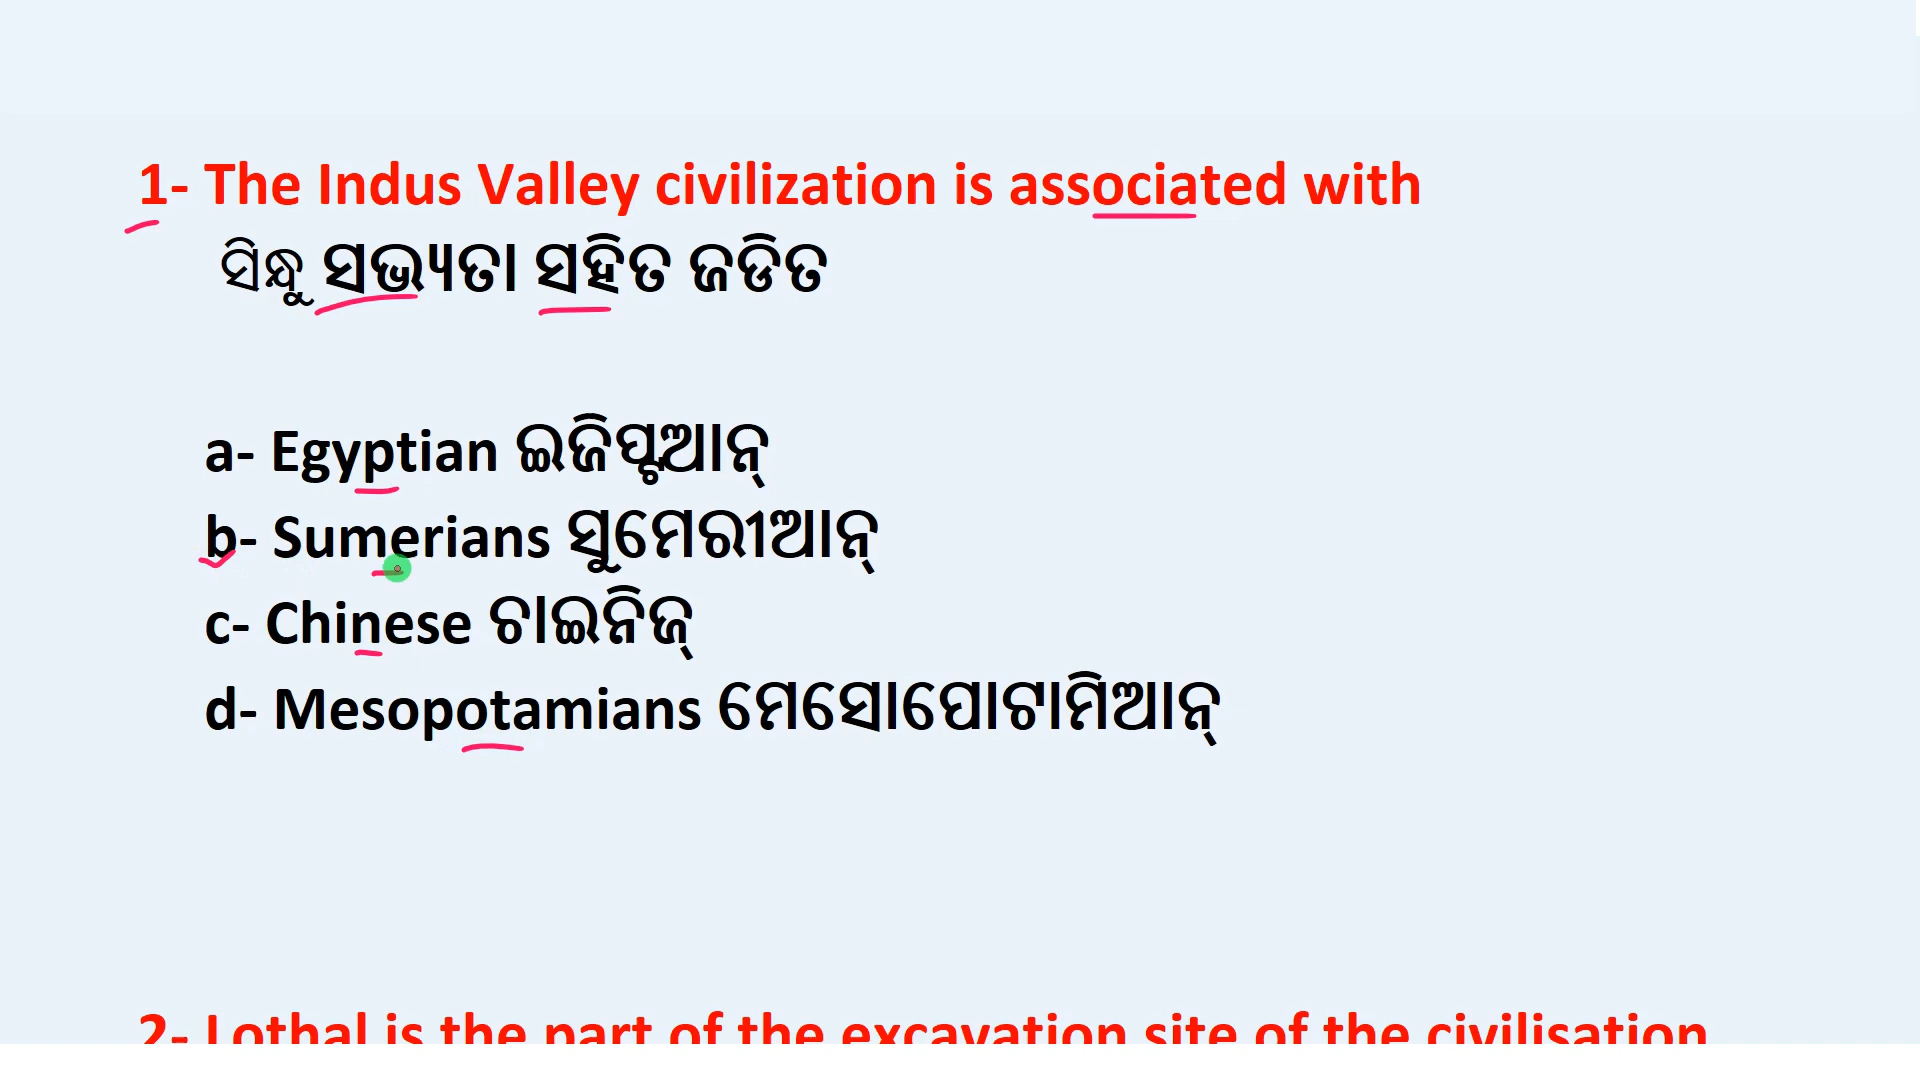 1- The Indus Valley civilization is associated with
ସିନ୍ଧୁ ସଭ୍ୟତା ସହିତ ଜଡିତ
a- Egyptian ଇଜିପ୍ଟଆନ୍
b- Sumerians ସୁମେରୀଆନ୍
c- Chinese ଚାଇନିଜ୍
d- Mesopotamians ମେସୋପୋଟାମିଆନ୍
2- Lothal is the part of the excavation site of the civilisation